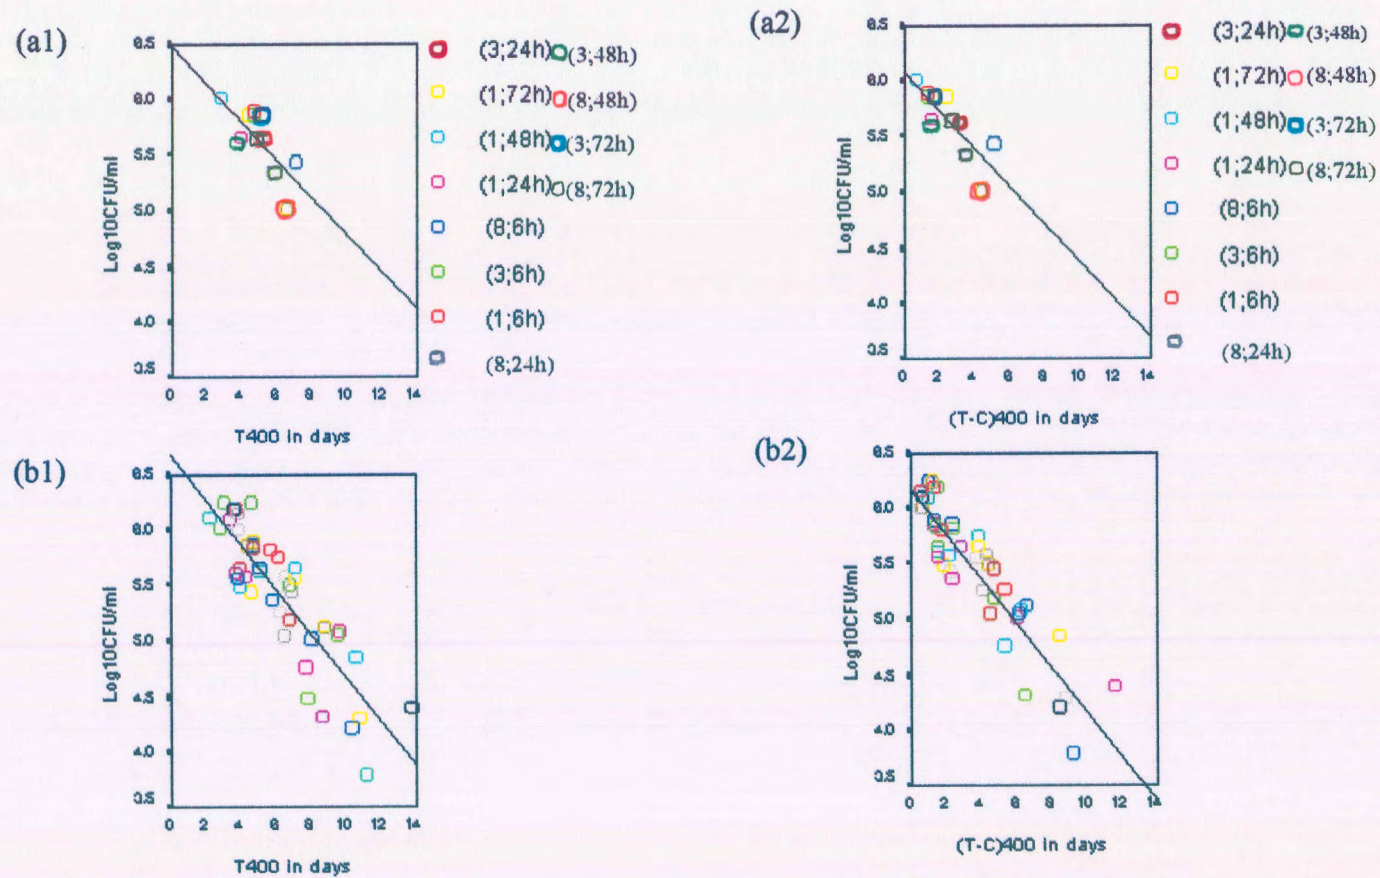 (a1)
6.5
6.0
5.5
5.0
4.5
4.0
3.5
Log10CFU/ml
0 2 4 6 8 10 12 14
T400 in days
(3;24h) (3;48h)
(1;72h) (8;48h)
(1;48h) (3;72h)
(1;24h) (8;72h)
(8;6h)
(3;6h)
(1;6h)
(8;24h)
(a2)
6.5
6.0
5.5
5.0
4.5
4.0
3.5
Log10CFU/ml
0 2 4 6 8 10 12 14
(T-C)400 in days
(3;24h) (3;48h)
(1;72h) (8;48h)
(1;48h) (3;72h)
(1;24h) (8;72h)
(8;6h)
(3;6h)
(1;6h)
(8;24h)
(b1)
6.5
6.0
5.5
5.0
4.5
4.0
3.5
Log10CFU/ml
0 2 4 6 8 10 12 14
T400 in days
(b2)
6.5
6.0
5.5
5.0
4.5
4.0
3.5
Log10CFU/ml
0 2 4 6 8 10 12 14
(T-C)400 in days